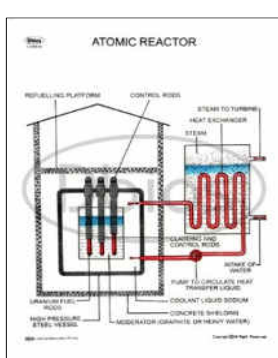 ATOMIC REACTOR
REFUELLING PLATFORM
CONTROL RODS
STEAM TO TURBINE
HEAT EXCHANGER
STEAM
CLADDING AND
CONTROL RODS
INTAKE OF
WATER
PUMP TO CIRCULATE HEAT
TRANSFER LIQUID
URANIUM FUEL
RODS
COOLANT LIQUID SODIUM
HIGH PRESSURE
STEEL VESSEL
CONCRETE SHIELDING
MODERATOR (GRAPHITE OR HEAVY WATER)